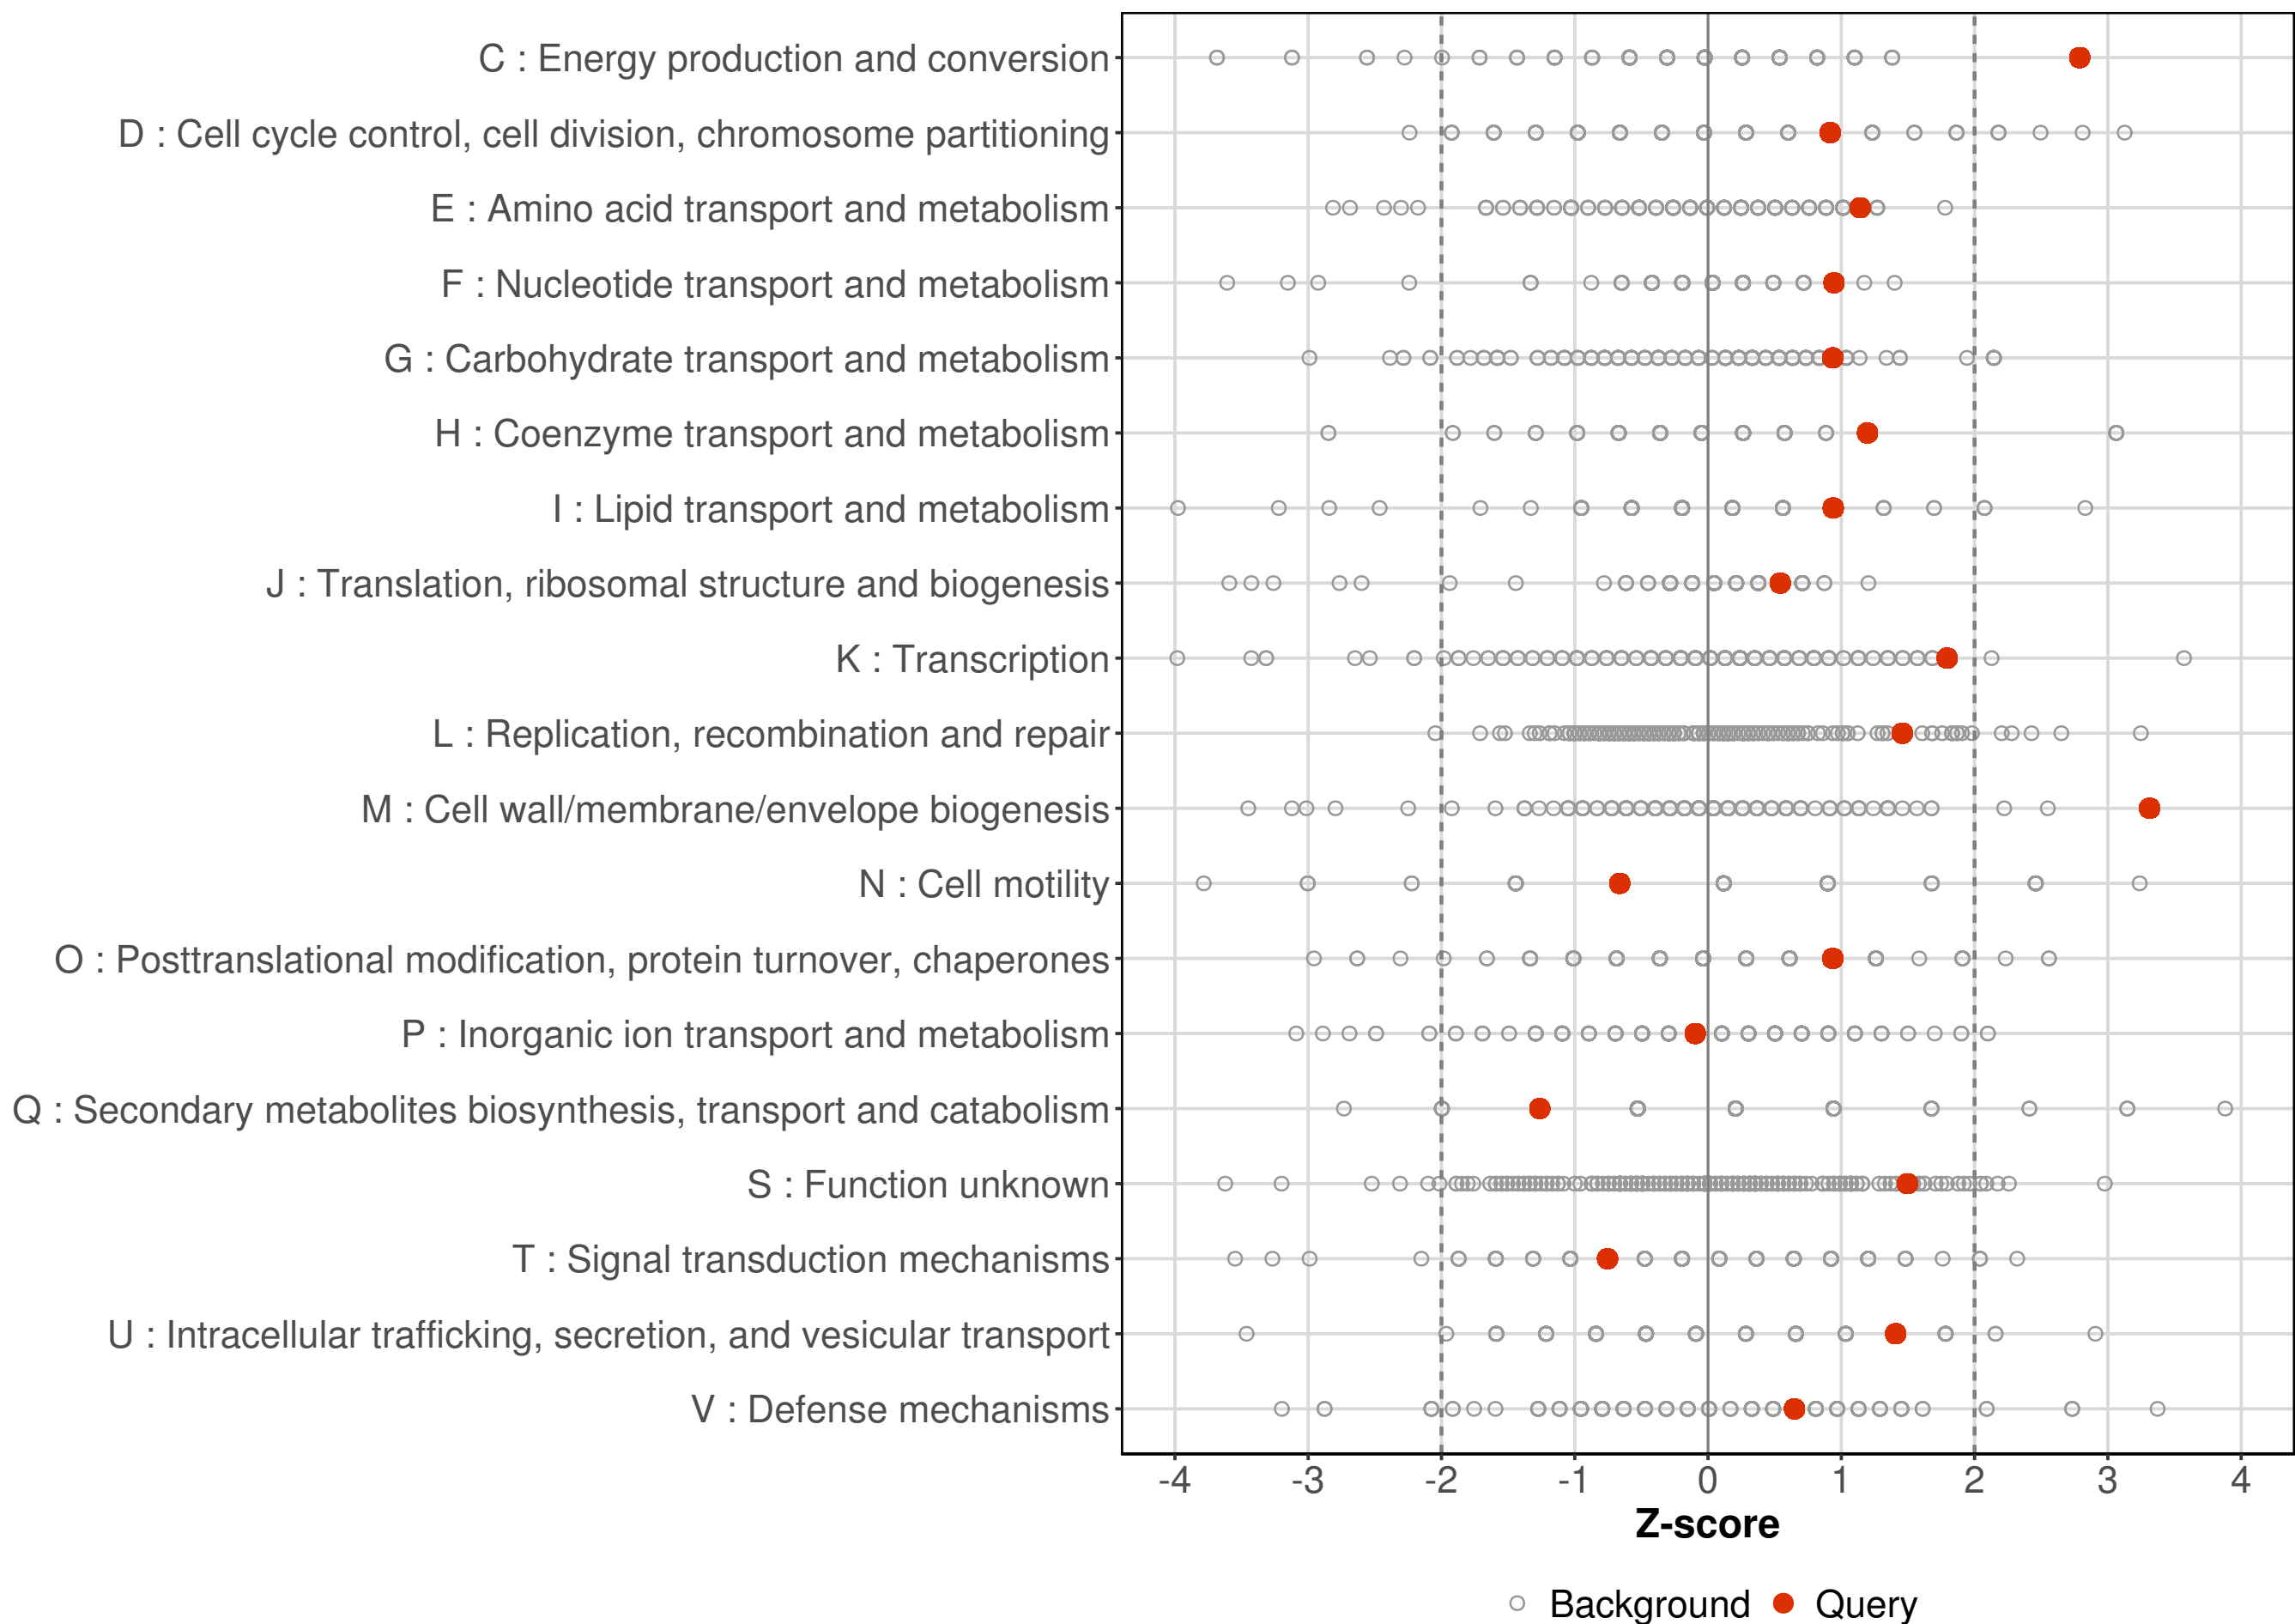 C : Energy production and conversion
D : Cell cycle control, cell division, chromosome partitioning
E : Amino acid transport and metabolism
F : Nucleotide transport and metabolism
G : Carbohydrate transport and metabolism
H : Coenzyme transport and metabolism
I : Lipid transport and metabolism
J : Translation, ribosomal structure and biogenesis
K : Transcription
L : Replication, recombination and repair
M : Cell wall/membrane/envelope biogenesis
N : Cell motility
O : Posttranslational modification, protein turnover, chaperones
P : Inorganic ion transport and metabolism
Q : Secondary metabolites biosynthesis, transport and catabolism
S : Function unknown
T : Signal transduction mechanisms
U : Intracellular trafficking, secretion, and vesicular transport
V : Defense mechanisms
-4 -3 -2 -1 0 1 2 3 4
Z-score
Background Query